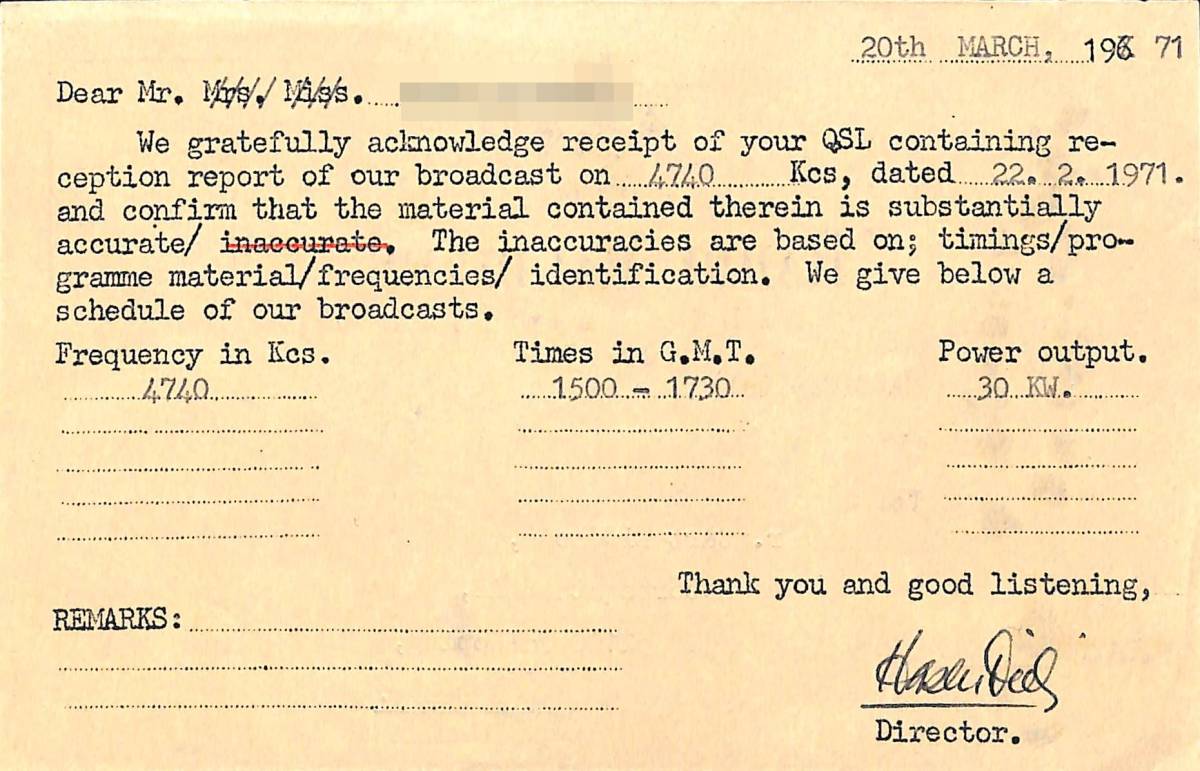 20th MARCH, 196 71
Dear Mr. Mrs. Miss.
We gratefully acknowledge receipt of your QSL containing re-
ception report of our broadcast on 4740 Kcs, dated 22. 2. 1971.
and confirm that the material contained therein is substantially
accurate/ inaccurate. The inaccuracies are based on; timings/pro-
gramme material/frequencies/ identification. We give below a
schedule of our broadcasts.
Frequency in Kcs. Times in G.M.T. Power output.
4740 1500 - 1730 30 KW.
Thank you and good listening,
REMARKS:
Director.